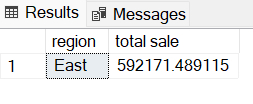 Results Messages
region total sale
1 East 592171.489115